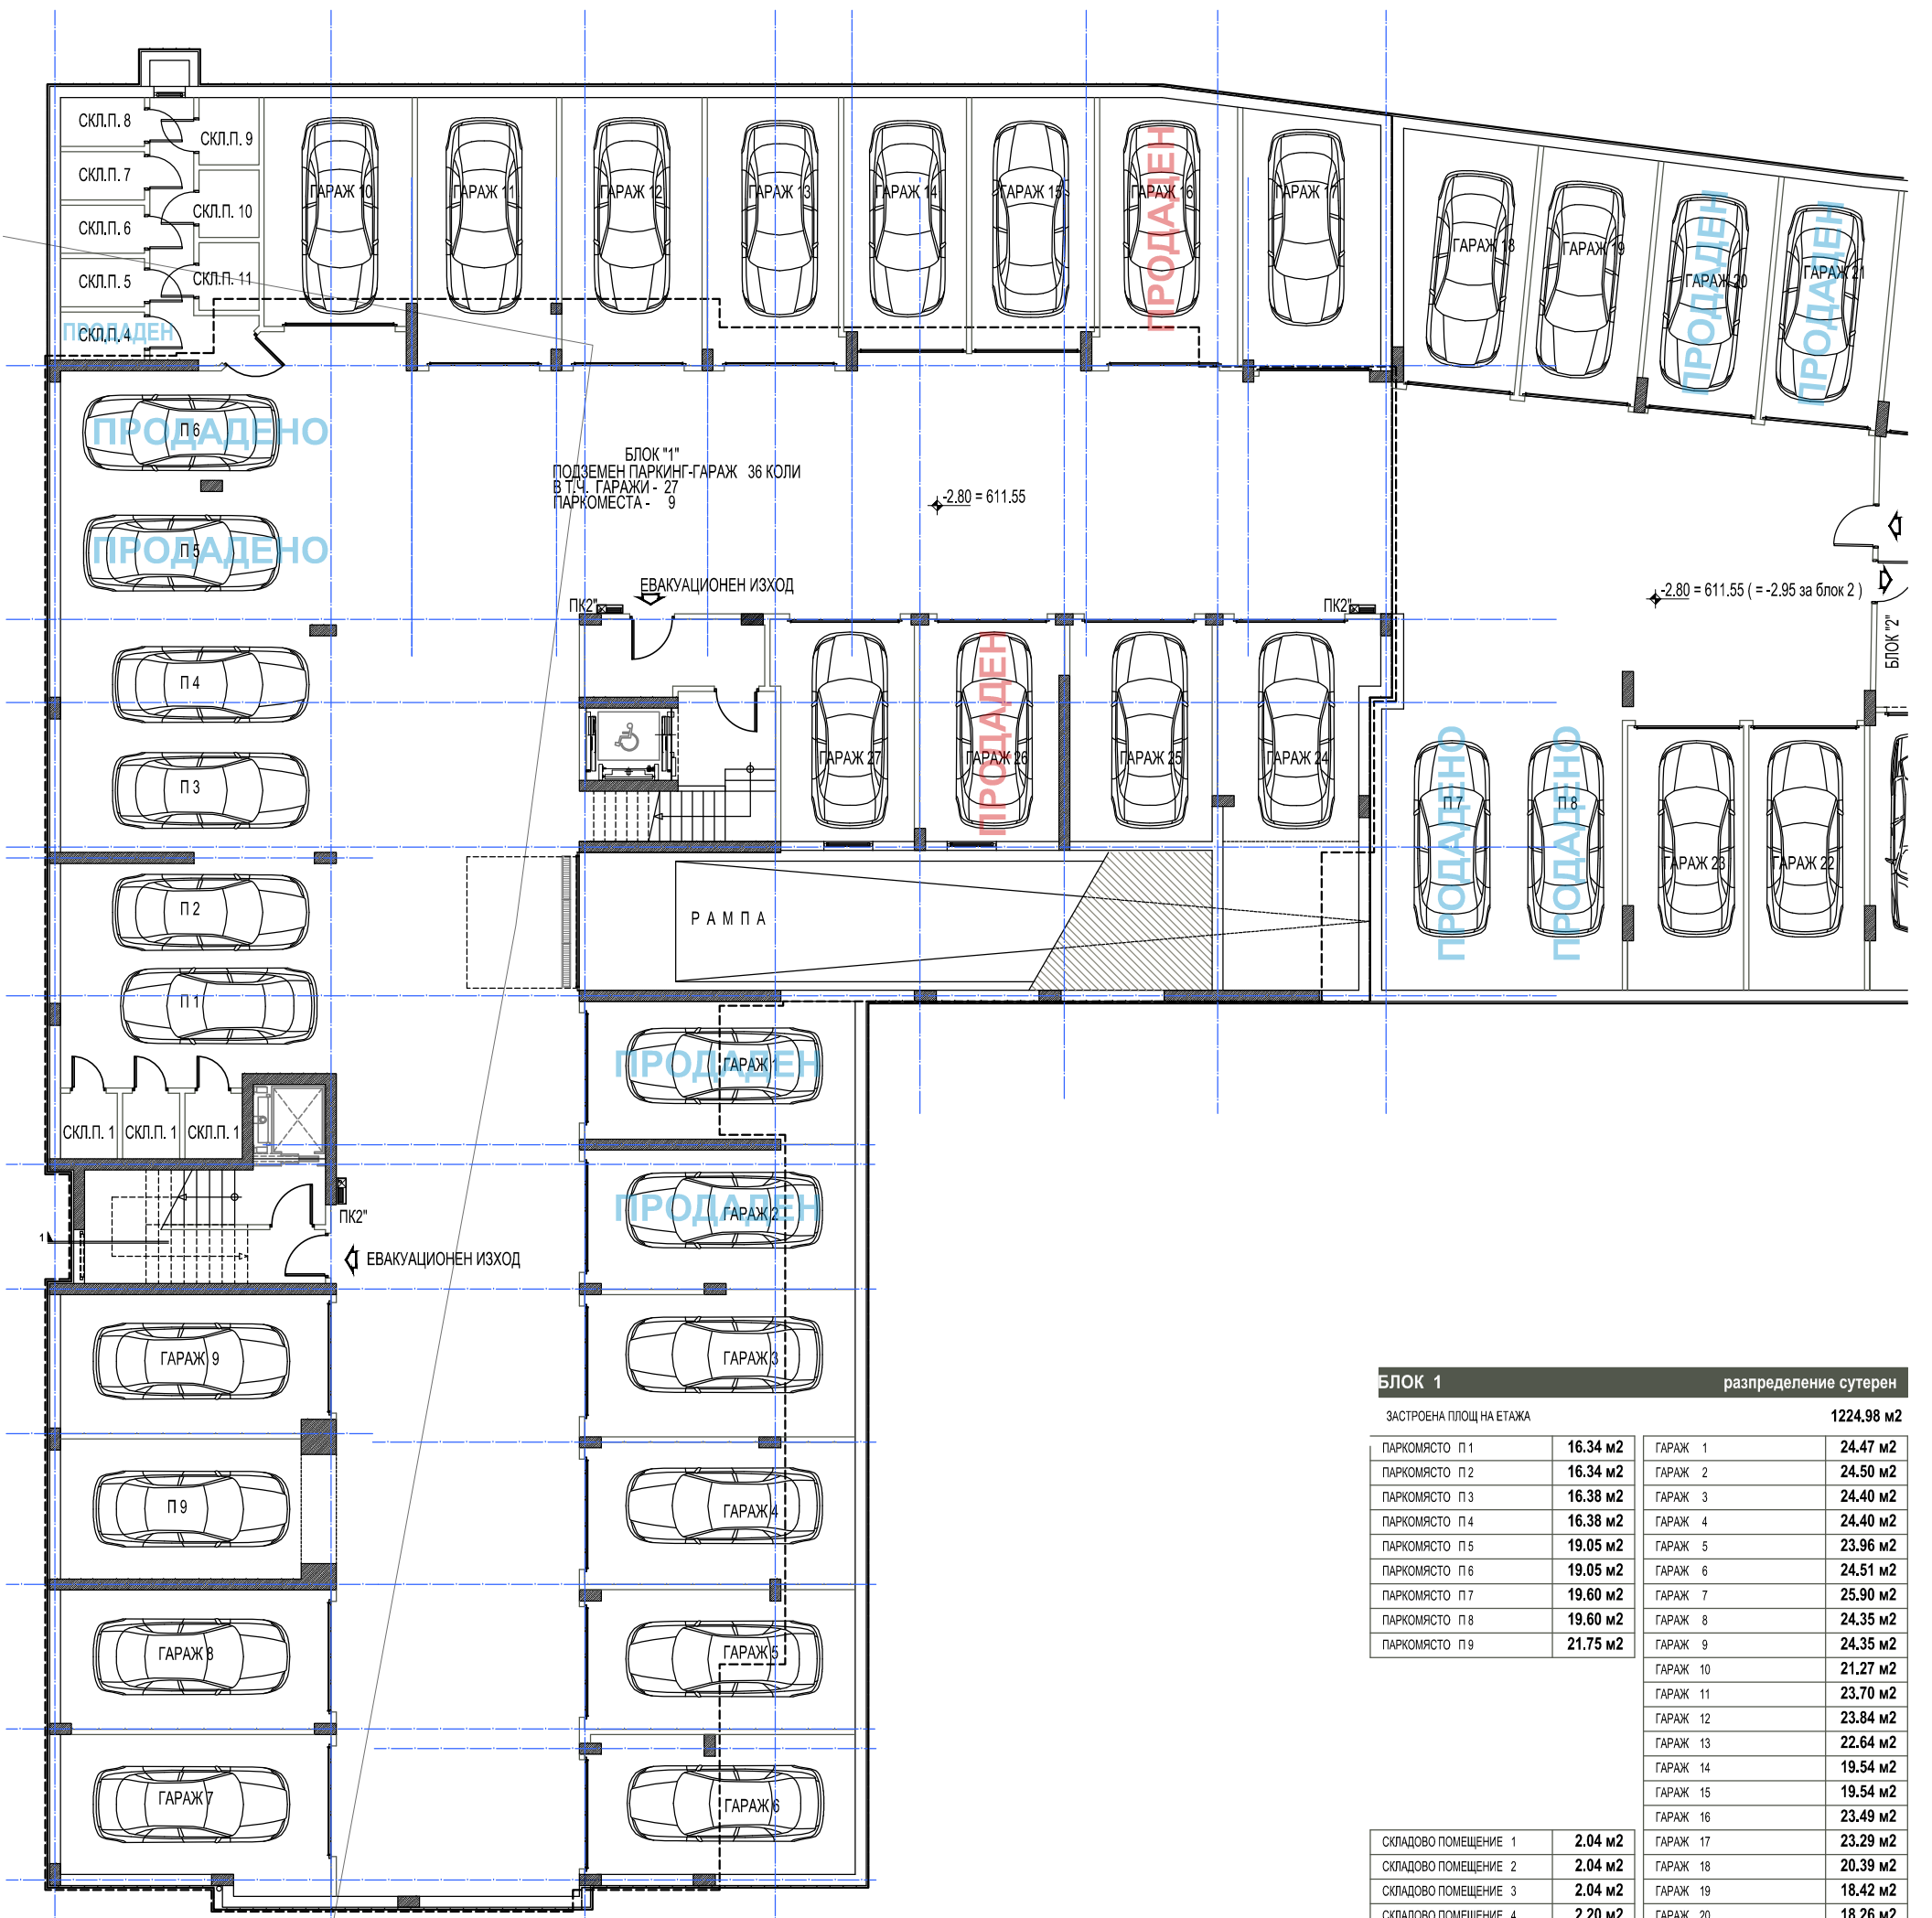 СКЛ.П. 8
СКЛ.П. 9
СКЛ.П. 7
СКЛ.П. 10
СКЛ.П. 6
СКЛ.П. 5
СКЛ.П. 11
СКЛ.П. 4
ПРОДАДЕН
ГАРАЖ 10
ГАРАЖ 11
ГАРАЖ 12
ГАРАЖ 13
ГАРАЖ 14
ГАРАЖ 15
ГАРАЖ 16
ПРОДАДЕН
ГАРАЖ 17
ГАРАЖ 18
ГАРАЖ 19
ГАРАЖ 20
ПРОДАДЕН
ГАРАЖ 21
ПРОДАДЕН
П 6
ПРОДАДЕНО
П 5
ПРОДАДЕНО
БЛОК "1"
ПОДЗЕМЕН ПАРКИНГ-ГАРАЖ 36 КОЛИ
В Т.Ч. ГАРАЖИ - 27
ПАРКОМЕСТА - 9
-2.80 = 611.55
ЕВАКУАЦИОНЕН ИЗХОД
ПК2"
ПК2"
-2.80 = 611.55 ( = -2.95 за блок 2 )
БЛОК "2"
П 4
П 3
П 2
П 1
ГАРАЖ 27
ГАРАЖ 26
ПРОДАДЕН
ГАРАЖ 25
ГАРАЖ 24
П 7
ПРОДАДЕНО
П 8
ПРОДАДЕНО
ГАРАЖ 23
ГАРАЖ 22
РАМПА
ГАРАЖ 1
ПРОДАДЕН
СКЛ.П. 1
СКЛ.П. 1
СКЛ.П. 1
ГАРАЖ 2
ПРОДАДЕН
ПК2"
1
ЕВАКУАЦИОНЕН ИЗХОД
ГАРАЖ 9
ГАРАЖ 3
П 9
ГАРАЖ 4
ГАРАЖ 8
ГАРАЖ 5
ГАРАЖ 7
ГАРАЖ 6
БЛОК 1 разпределение сутерен
ЗАСТРОЕНА ПЛОЩ НА ЕТАЖА 1224.98 м2
ПАРКОМЯСТО П 1 16.34 м2 ГАРАЖ 1 24.47 м2
ПАРКОМЯСТО П 2 16.34 м2 ГАРАЖ 2 24.50 м2
ПАРКОМЯСТО П 3 16.38 м2 ГАРАЖ 3 24.40 м2
ПАРКОМЯСТО П 4 16.38 м2 ГАРАЖ 4 24.40 м2
ПАРКОМЯСТО П 5 19.05 м2 ГАРАЖ 5 23.96 м2
ПАРКОМЯСТО П 6 19.05 м2 ГАРАЖ 6 24.51 м2
ПАРКОМЯСТО П 7 19.60 м2 ГАРАЖ 7 25.90 м2
ПАРКОМЯСТО П 8 19.60 м2 ГАРАЖ 8 24.35 м2
ПАРКОМЯСТО П 9 21.75 м2 ГАРАЖ 9 24.35 м2
ГАРАЖ 10 21.27 м2
ГАРАЖ 11 23.70 м2
ГАРАЖ 12 23.84 м2
ГАРАЖ 13 22.64 м2
ГАРАЖ 14 19.54 м2
ГАРАЖ 15 19.54 м2
ГАРАЖ 16 23.49 м2
СКЛАДОВО ПОМЕЩЕНИЕ 1 2.04 м2 ГАРАЖ 17 23.29 м2
СКЛАДОВО ПОМЕЩЕНИЕ 2 2.04 м2 ГАРАЖ 18 20.39 м2
СКЛАДОВО ПОМЕЩЕНИЕ 3 2.04 м2 ГАРАЖ 19 18.42 м2
СКЛАДОВО ПОМЕЩЕНИЕ 4 2.20 м2 ГАРАЖ 20 18.26 м2